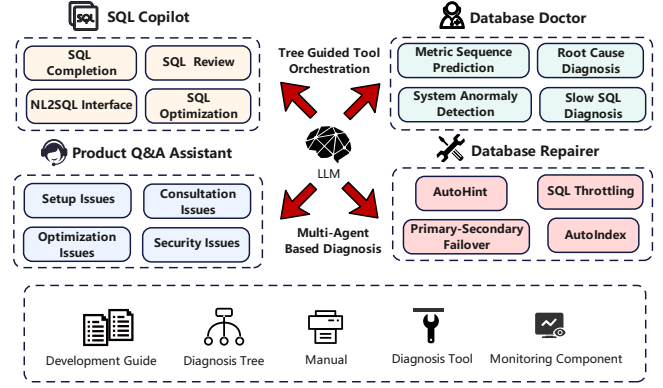 SQL
SQL Copilot
SQL
Completion
SQL Review
NL2SQL Interface
SQL
Optimization
Tree Guided Tool
Orchestration
Database Doctor
Metric Sequence
Prediction
Root Cause
Diagnosis
System Anormaly
Detection
Slow SQL
Diagnosis
LLM
Product Q&A Assistant
Setup Issues
Consultation
Issues
Optimization
Issues
Security Issues
Multi-Agent
Based Diagnosis
Database Repairer
AutoHint
SQL Throttling
Primary-Secondary
Failover
AutoIndex
Development Guide
Diagnosis Tree
Manual
Diagnosis Tool
Monitoring Component